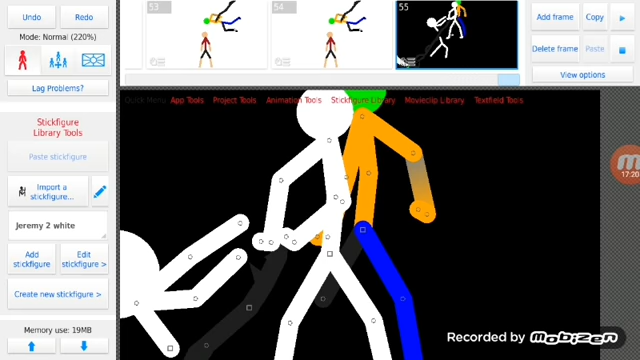 Undo Redo
Mode: Normal (220%)
Lag Problems?
Stickfigure
Library Tools
Paste stickfigure
Import a
stickfigure...
Jeremy 2 white
Add
stickfigure
Edit
stickfigure >
Create new stickfigure >
Memory use: 19MB
53 54 55
Add frame Copy
Delete frame Paste
View options
Quick Menu App Tools Project Tools Animation Tools Stickfigure Library Movieclip Library Textfield Tools
17:20
Recorded by Mobizen